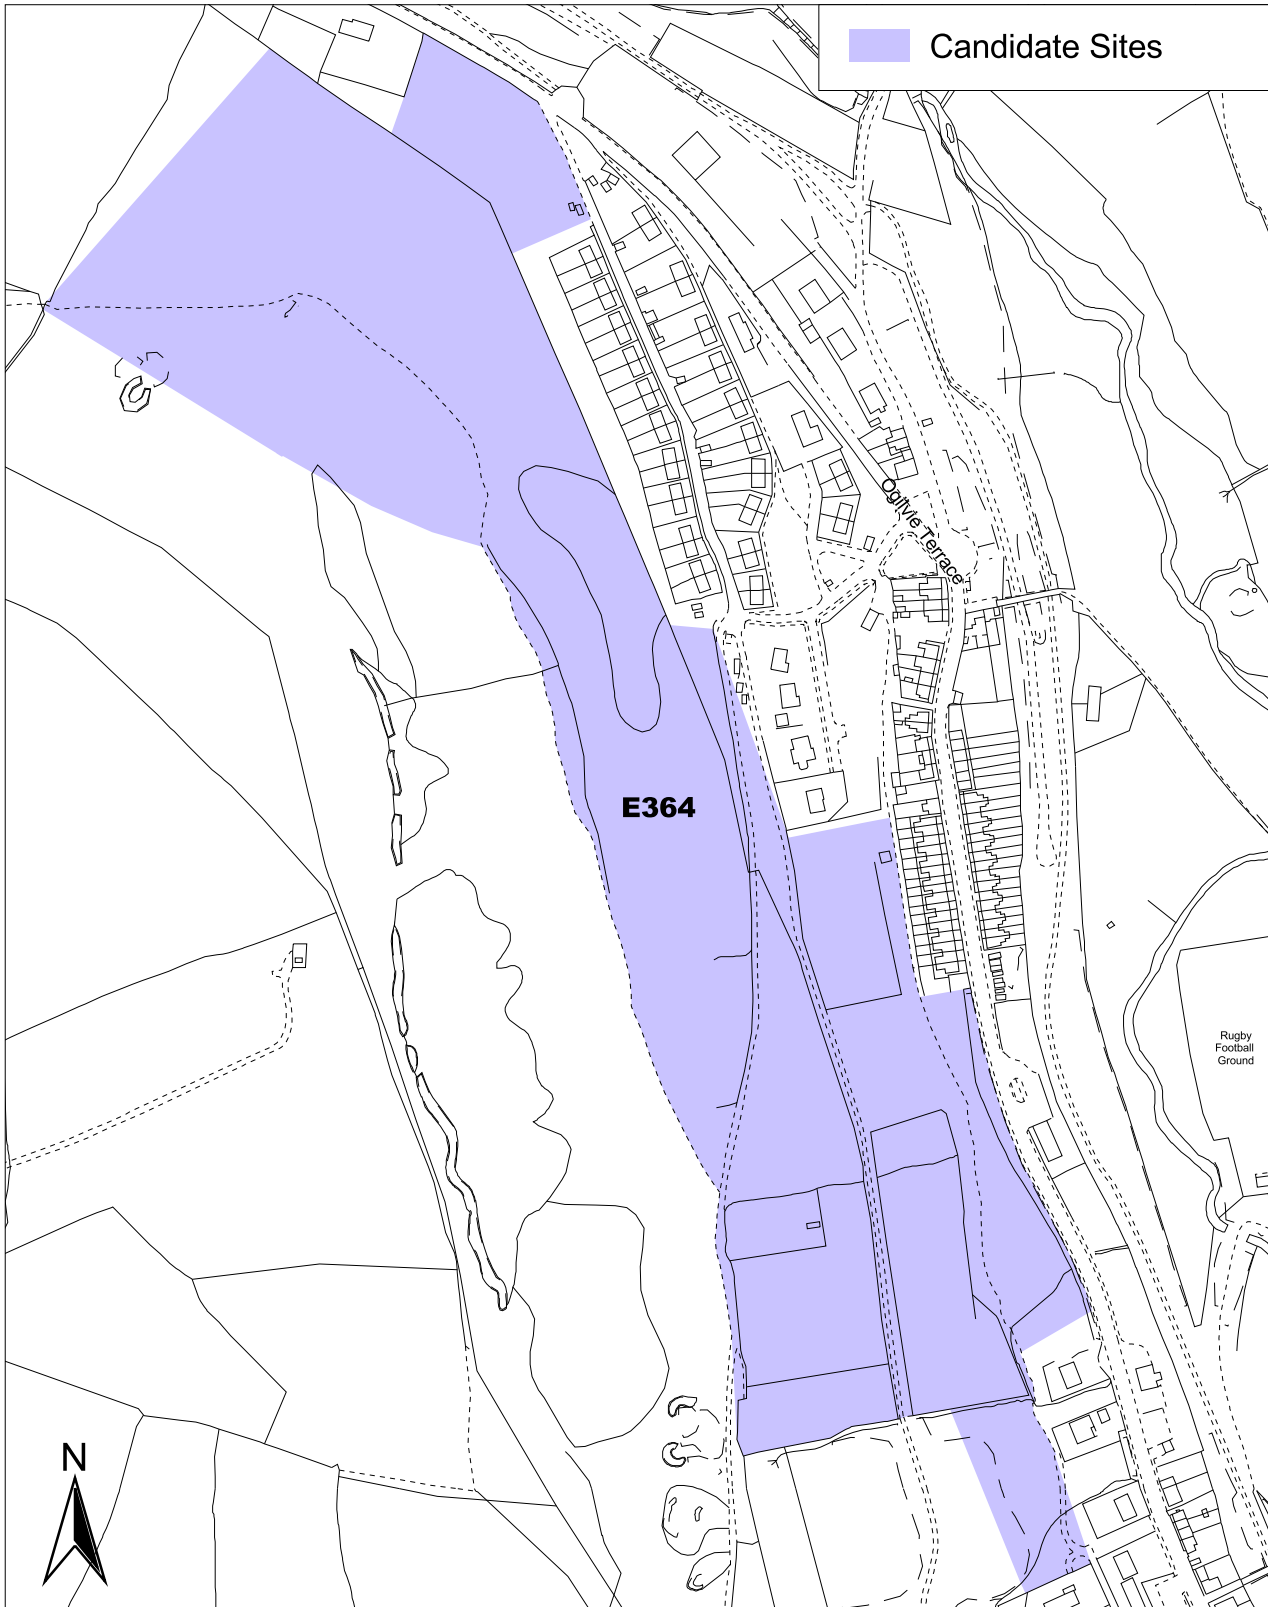 Candidate Sites
Ogilvie Terrace
E364
Rugby
Football
Ground
N